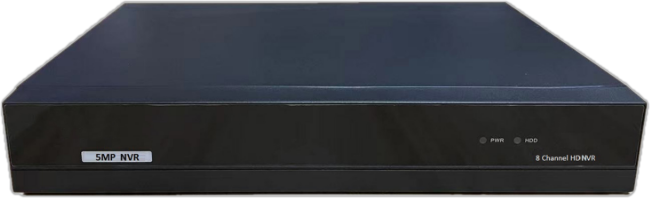 PWR HDD
5MP NVR
8 Channel HD NVR